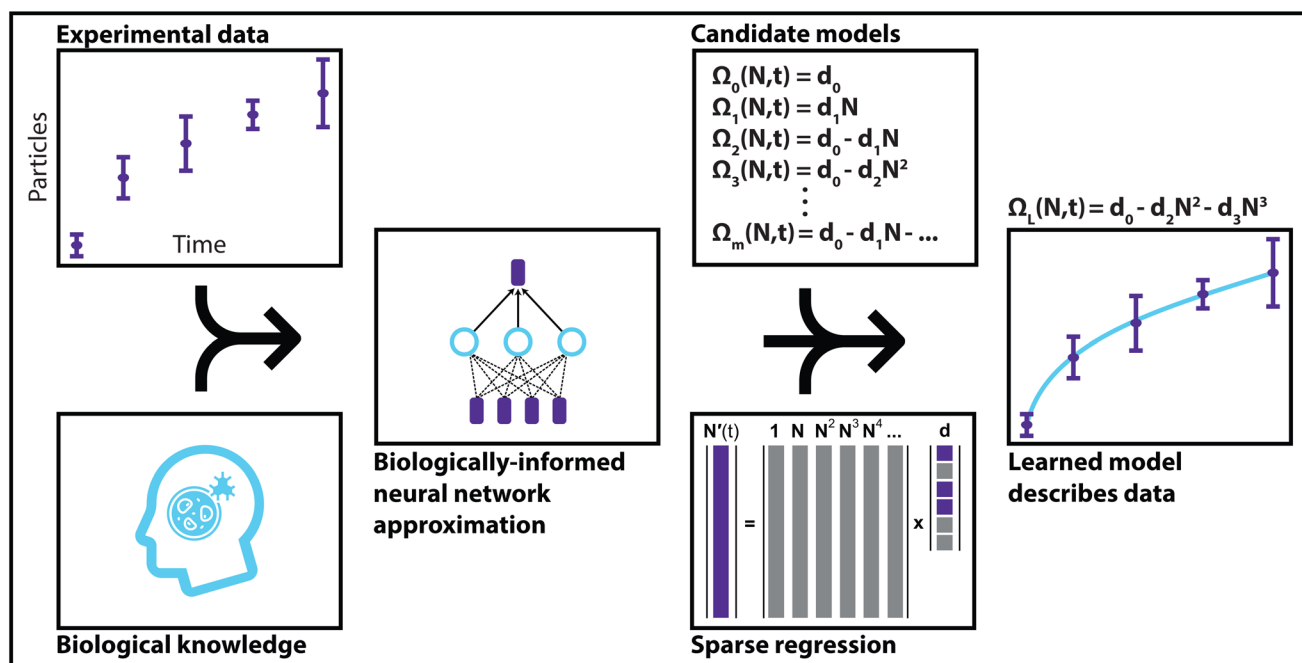 Experimental data
Particles
Time
Biological knowledge
Biologically-informed
neural network
approximation
Candidate models
Ω₀(N,t) = d₀
Ω₁(N,t) = d₁N
Ω₂(N,t) = d₀ - d₁N
Ω₃(N,t) = d₀ - d₂N²
⋮
Ωₘ(N,t) = d₀ - d₁N - ...
N′(t) 1 N N² N³ N⁴ ... d
= x
Sparse regression
Ω_L(N,t) = d₀ - d₂N² - d₃N³
Learned model
describes data